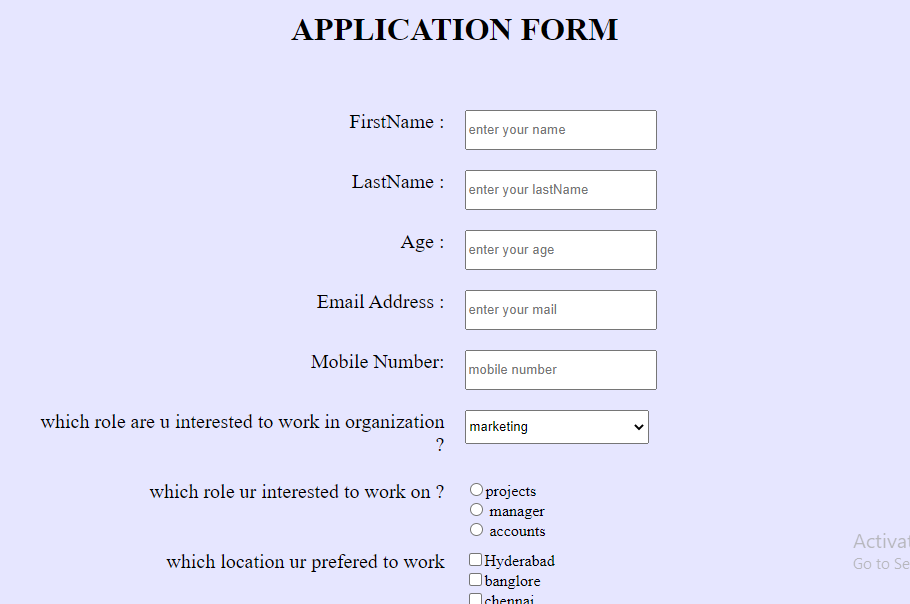 APPLICATION FORM
FirstName : enter your name
LastName : enter your lastName
Age : enter your age
Email Address : enter your mail
Mobile Number: mobile number
which role are u interested to work in organization marketing
?
which role ur interested to work on ? projects
manager
accounts
which location ur prefered to work Hyderabad
banglore
chennai
Go to Se